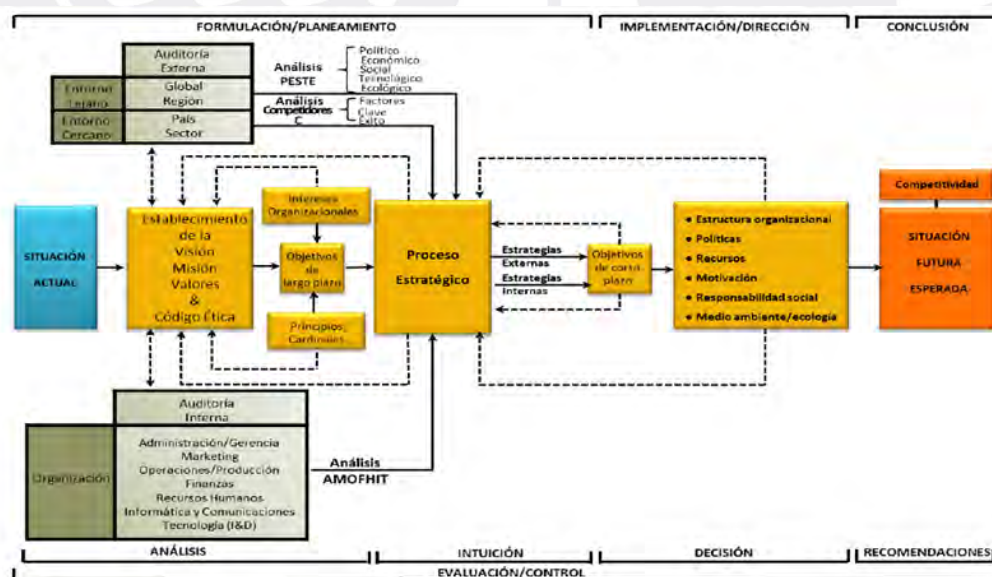 FORMULACIÓN/PLANEAMIENTO
IMPLEMENTACIÓN/DIRECCIÓN
CONCLUSIÓN
Auditoría
Externa
Entorno
Lejano
Global
Región
Entorno
Cercano
País
Sector
Análisis
PESTE
Político
Económico
Social
Tecnológico
Ecológico
Análisis
Competidores
C
Factores
Clave
Éxito
SITUACIÓN
ACTUAL
Establecimiento
de la
Visión
Misión
Valores
&
Código Ética
Intereses
Organizacionales
Objetivos
de
largo plazo
Principios
Cardinales
Proceso
Estratégico
Estrategias
Externas
Estrategias
Internas
Objetivos
de corto
plazo
• Estructura organizacional
• Políticas
• Recursos
• Motivación
• Responsabilidad social
• Medio ambiente/ecología
Competitividad
SITUACIÓN
FUTURA
ESPERADA
Auditoría
Interna
Organización
Administración/Gerencia
Marketing
Operaciones/Producción
Finanzas
Recursos Humanos
Informática y Comunicaciones
Tecnología (I&D)
Análisis
AMOFHIT
ANÁLISIS
INTUICIÓN
DECISIÓN
RECOMENDACIONES
EVALUACIÓN/CONTROL